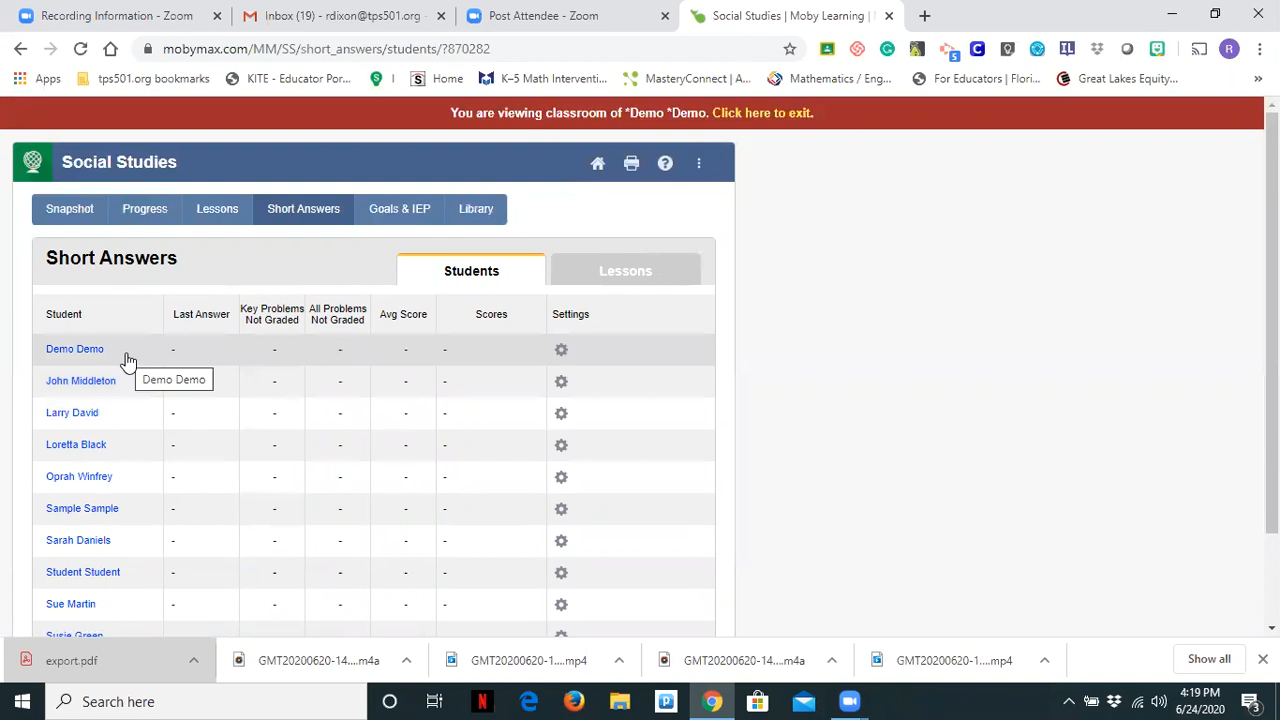 Recording Information - Zoom
Inbox (19) - rdixon@tps501.org
Post Attendee - Zoom
Social Studies | Moby Learning | M
mobymax.com/MM/SS/short_answers/students/?870282
R
Apps
tps501.org bookmarks
KITE - Educator Por...
I
Home
K–5 Math Interventi...
MasteryConnect | A...
Mathematics / Eng...
For Educators | Flori...
Great Lakes Equity...
You are viewing classroom of *Demo *Demo. Click here to exit.
Social Studies
Snapshot
Progress
Lessons
Short Answers
Goals & IEP
Library
Short Answers
Students
Lessons
Student
Last Answer
Key Problems
Not Graded
All Problems
Not Graded
Avg Score
Scores
Settings
Demo Demo - - - - -
Demo Demo
John Middleton - - - - -
Larry David - - - - -
Loretta Black - - - - -
Oprah Winfrey - - - - -
Sample Sample - - - - -
Sarah Daniels - - - - -
Student Student - - - - -
Sue Martin - - - - -
Susie Green
export.pdf
GMT20200620-14....m4a
GMT20200620-1....mp4
GMT20200620-14....m4a
GMT20200620-1....mp4
Show all
Search here
4:19 PM
6/24/2020
3